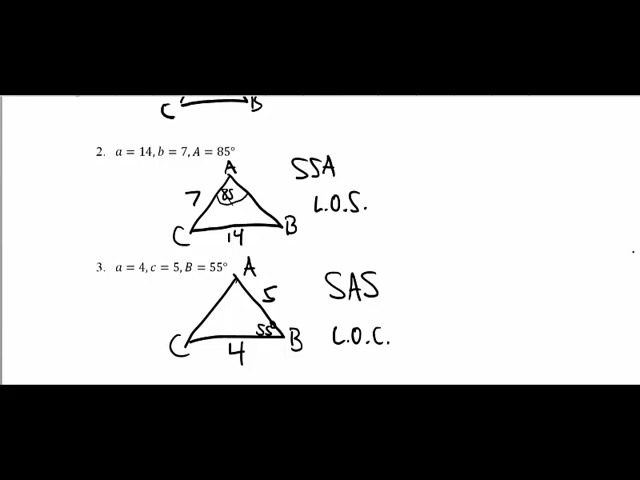 C B
2. a = 14, b = 7, A = 85°
A
SSA
7 85
L.O.S.
C B
14
3. a = 4, c = 5, B = 55°
A
5
SAS
55°
C B
L.O.C.
4